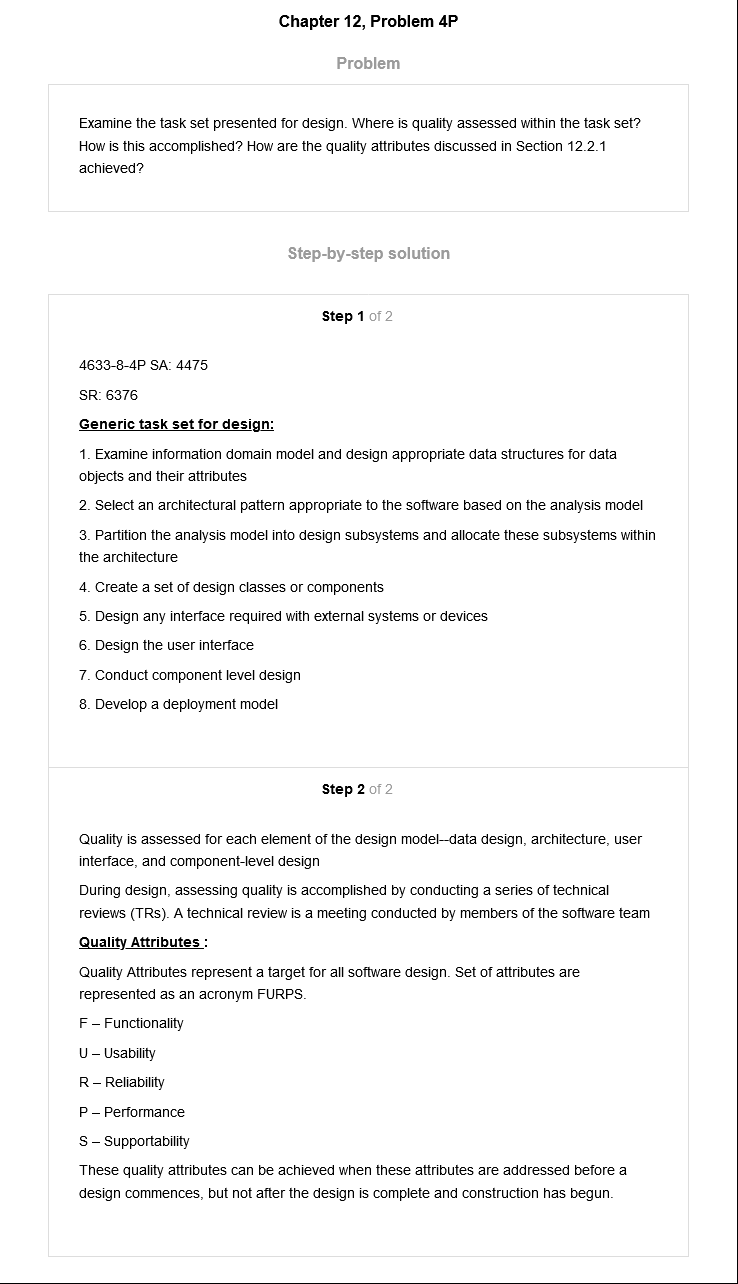 Chapter 12, Problem 4P
Problem
Examine the task set presented for design. Where is quality assessed within the task set?
How is this accomplished? How are the quality attributes discussed in Section 12.2.1
achieved?
Step-by-step solution
Step 1 of 2
4633-8-4P SA: 4475
SR: 6376
Generic task set for design:
1. Examine information domain model and design appropriate data structures for data
objects and their attributes
2. Select an architectural pattern appropriate to the software based on the analysis model
3. Partition the analysis model into design subsystems and allocate these subsystems within
the architecture
4. Create a set of design classes or components
5. Design any interface required with external systems or devices
6. Design the user interface
7. Conduct component level design
8. Develop a deployment model
Step 2 of 2
Quality is assessed for each element of the design model--data design, architecture, user
interface, and component-level design
During design, assessing quality is accomplished by conducting a series of technical
reviews (TRs). A technical review is a meeting conducted by members of the software team
Quality Attributes :
Quality Attributes represent a target for all software design. Set of attributes are
represented as an acronym FURPS.
F – Functionality
U – Usability
R – Reliability
P – Performance
S – Supportability
These quality attributes can be achieved when these attributes are addressed before a
design commences, but not after the design is complete and construction has begun.